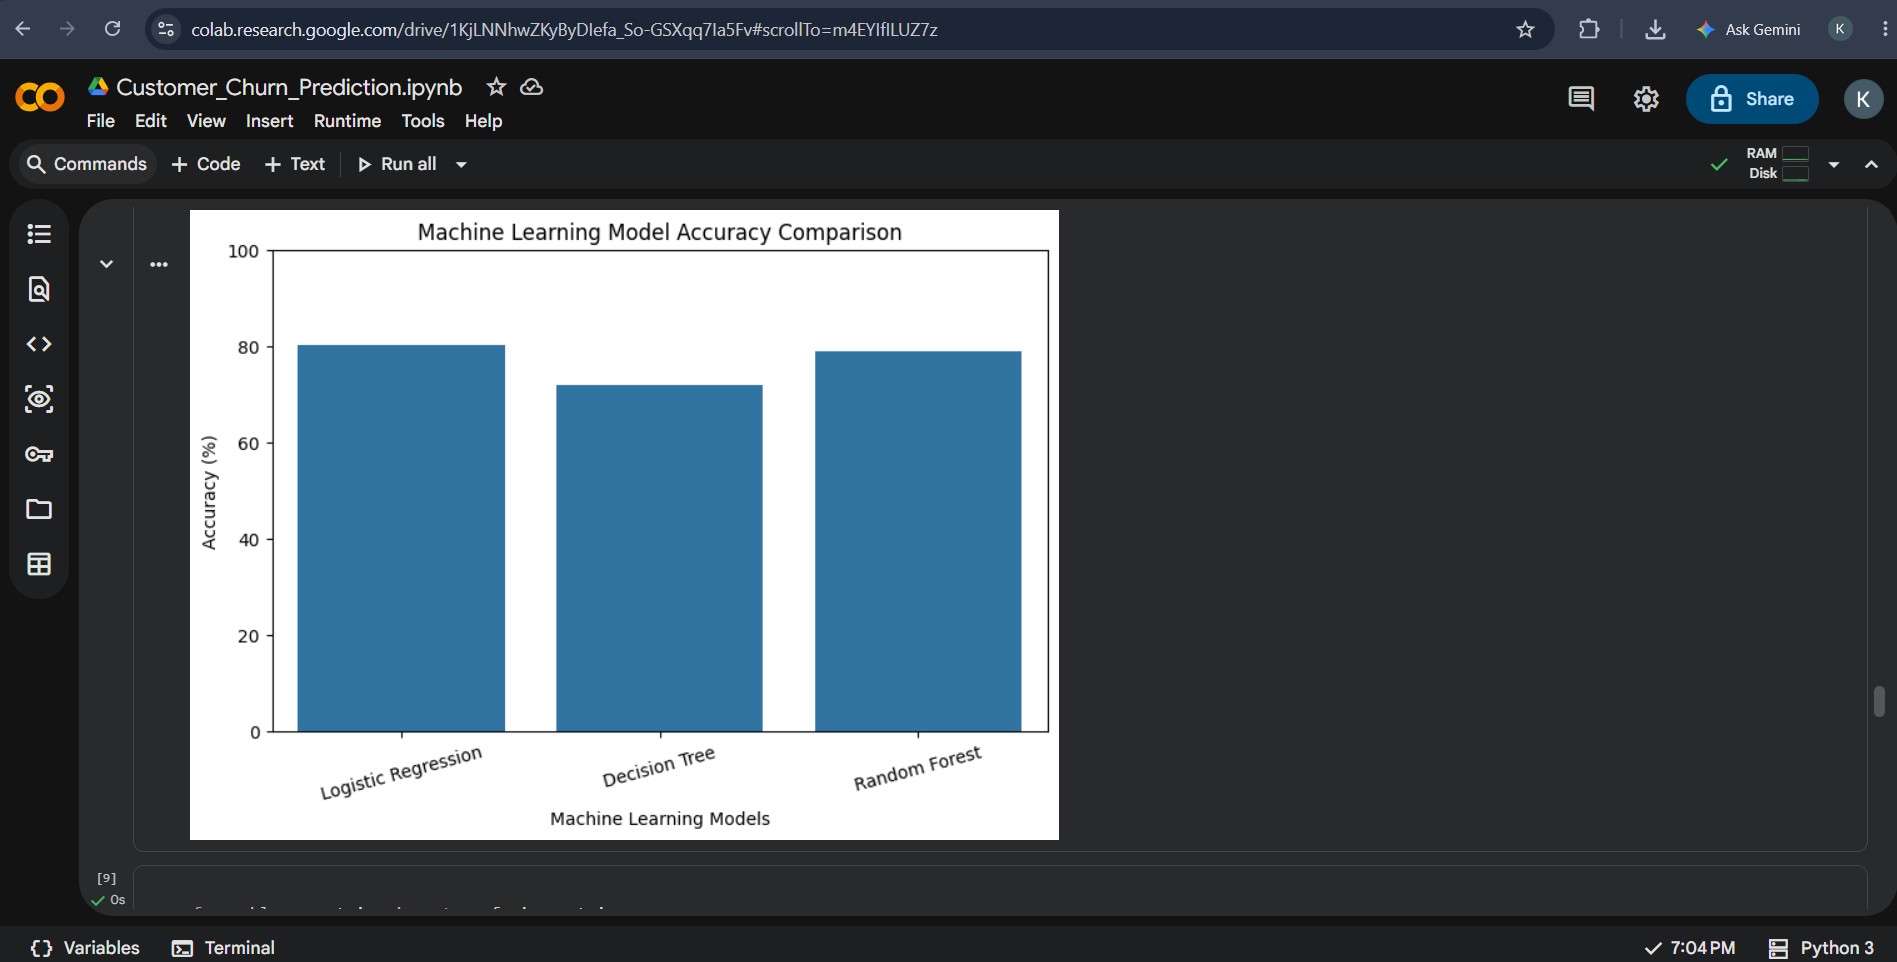 colab.research.google.com/drive/1KjLNNhwZKyByDIefa_So-GSXqq7Ia5Fv#scrollTo=m4EYIfILUZ7z
Ask Gemini
K
Customer_Churn_Prediction.ipynb
File Edit View Insert Runtime Tools Help
Share
K
Commands + Code + Text Run all
RAM
Disk
Machine Learning Model Accuracy Comparison
100
80
60
40
20
0
Accuracy (%)
Logistic Regression
Decision Tree
Random Forest
Machine Learning Models
[9]
0s
Variables Terminal
7:04 PM Python 3